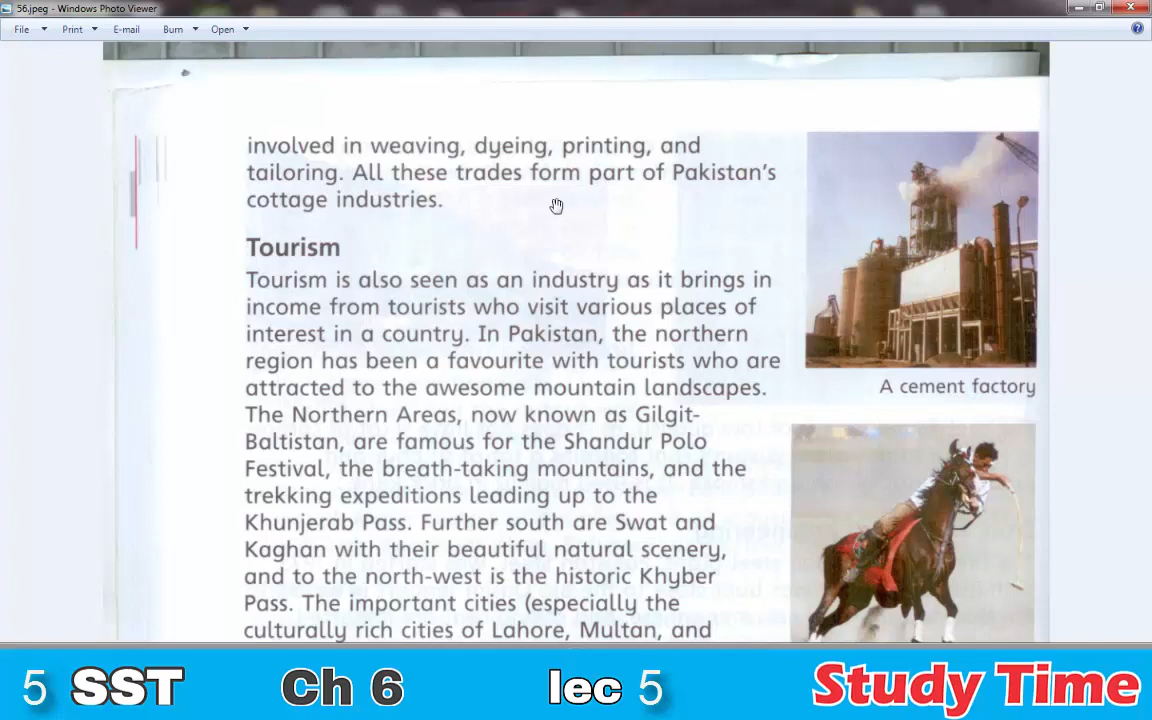 56.jpeg - Windows Photo Viewer
File Print E-mail Burn Open
involved in weaving, dyeing, printing, and
tailoring. All these trades form part of Pakistan's
cottage industries.
Tourism
Tourism is also seen as an industry as it brings in
income from tourists who visit various places of
interest in a country. In Pakistan, the northern
region has been a favourite with tourists who are
attracted to the awesome mountain landscapes.
The Northern Areas, now known as Gilgit-
Baltistan, are famous for the Shandur Polo
Festival, the breath-taking mountains, and the
trekking expeditions leading up to the
Khunjerab Pass. Further south are Swat and
Kaghan with their beautiful natural scenery,
and to the north-west is the historic Khyber
Pass. The important cities (especially the
culturally rich cities of Lahore, Multan, and
A cement factory
5 SST Ch 6 lec 5 Study Time